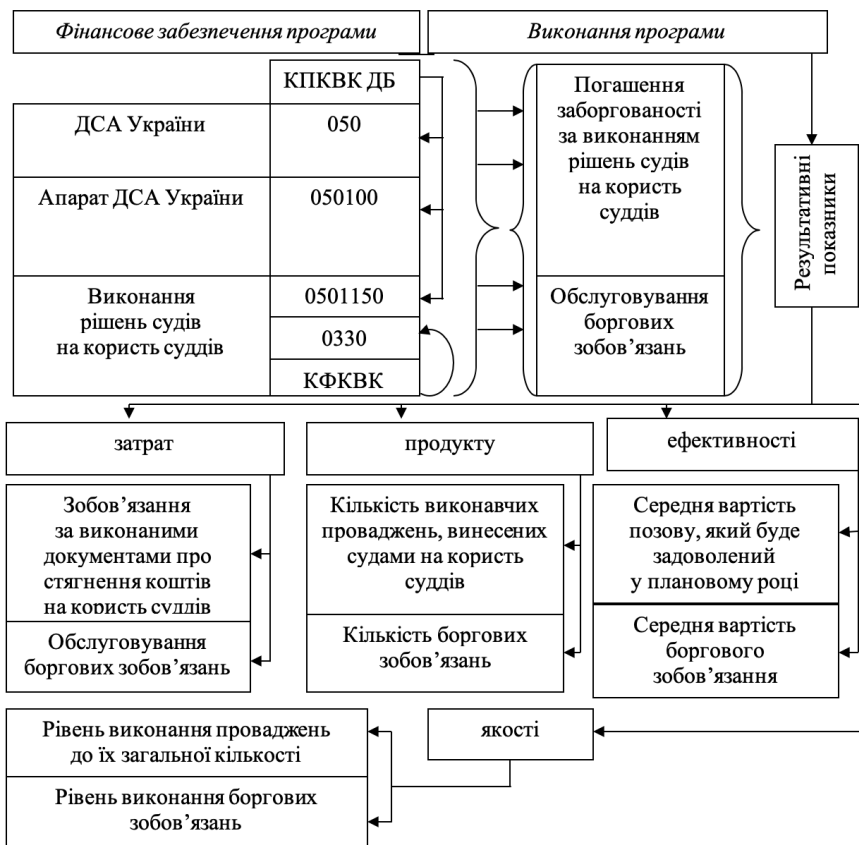 Фінансове забезпечення програми
Виконання програми
КПКВК ДБ
ДСА України
050
Апарат ДСА України
050100
Виконання
рішень судів
на користь суддів
0501150
0330
КФКВК
Погашення
заборгованості
за виконанням
рішень судів
на користь
суддів
Обслуговування
боргових
зобов’язань
Результативні
показники
затрат
продукту
ефективності
Зобов’язання
за виконаними
документами про
стягнення коштів
на користь суддів
Обслуговування
боргових зобов’язань
Кількість виконавчих
проваджень, винесених
судами на користь
суддів
Кількість боргових
зобов’язань
Середня вартість
позову, який буде
задоволений
у плановому році
Середня вартість
боргового
зобов’язання
Рівень виконання проваджень
до їх загальної кількості
Рівень виконання боргових
зобов’язань
якості